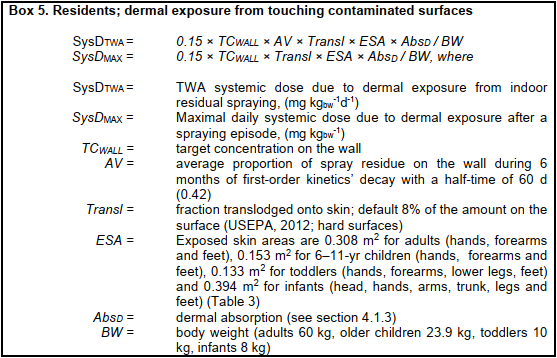 Box 5. Residents; dermal exposure from touching contaminated surfaces
SysDTWA = 0.15 × TCWALL × AV × Transl × ESA × AbsD / BW
SysDMAX = 0.15 × TCWALL × Transl × ESA × AbsD / BW, where
SysDTWA = TWA systemic dose due to dermal exposure from indoor
residual spraying, (mg kgbw-1d-1)
SysDMAX = Maximal daily systemic dose due to dermal exposure after a
spraying episode, (mg kgbw-1)
TCWALL = target concentration on the wall
AV = average proportion of spray residue on the wall during 6
months of first-order kinetics' decay with a half-time of 60 d
(0.42)
Transl = fraction translodged onto skin; default 8% of the amount on the
surface (USEPA, 2012; hard surfaces)
ESA = Exposed skin areas are 0.308 m2 for adults (hands, forearms
and feet), 0.153 m2 for 6–11-yr children (hands, forearms and
feet), 0.133 m2 for toddlers (hands, forearms, lower legs, feet)
and 0.394 m2 for infants (head, hands, arms, trunk, legs and
feet) (Table 3)
AbsD = dermal absorption (see section 4.1.3)
BW = body weight (adults 60 kg, older children 23.9 kg, toddlers 10
kg, infants 8 kg)